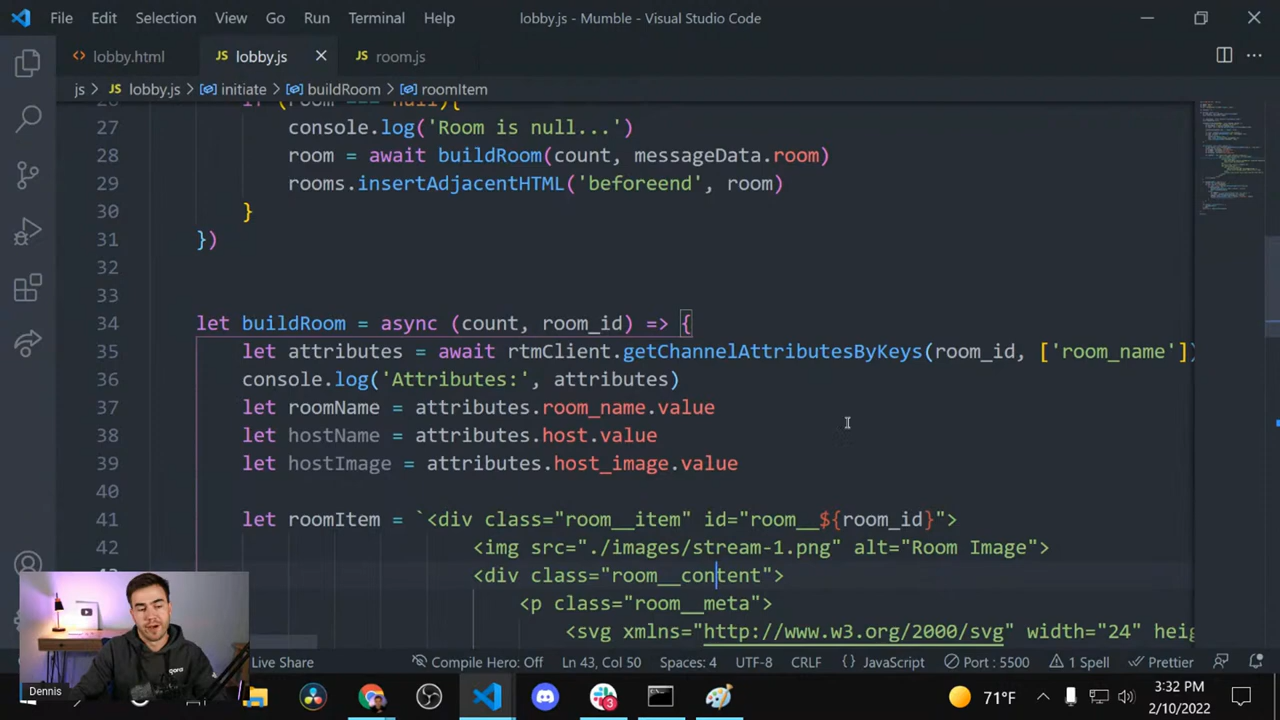 File Edit Selection View Go Run Terminal Help lobby.js - Mumble - Visual Studio Code
lobby.html JS lobby.js JS room.js
js > JS lobby.js > initiate > buildRoom > roomItem
27 console.log('Room is null...')
28 room = await buildRoom(count, messageData.room)
29 rooms.insertAdjacentHTML('beforeend', room)
30 }
31 })
32
33
34 let buildRoom = async (count, room_id) => {
35 let attributes = await rtmClient.getChannelAttributesByKeys(room_id, ['room_name'])
36 console.log('Attributes:', attributes)
37 let roomName = attributes.room_name.value
38 let hostName = attributes.host.value
39 let hostImage = attributes.host_image.value
40
41 let roomItem = `<div class="room__item" id="room__${room_id}">
42 <img src="./images/stream-1.png" alt="Room Image">
<div class="room__content">
<p class="room__meta">
<svg xmlns="http://www.w3.org/2000/svg" width="24" heig
Live Share Compile Hero: Off Ln 43, Col 50 Spaces: 4 UTF-8 CRLF {} JavaScript Port : 5500 1 Spell Prettier
Dennis
3
71°F
3:32 PM
2/10/2022